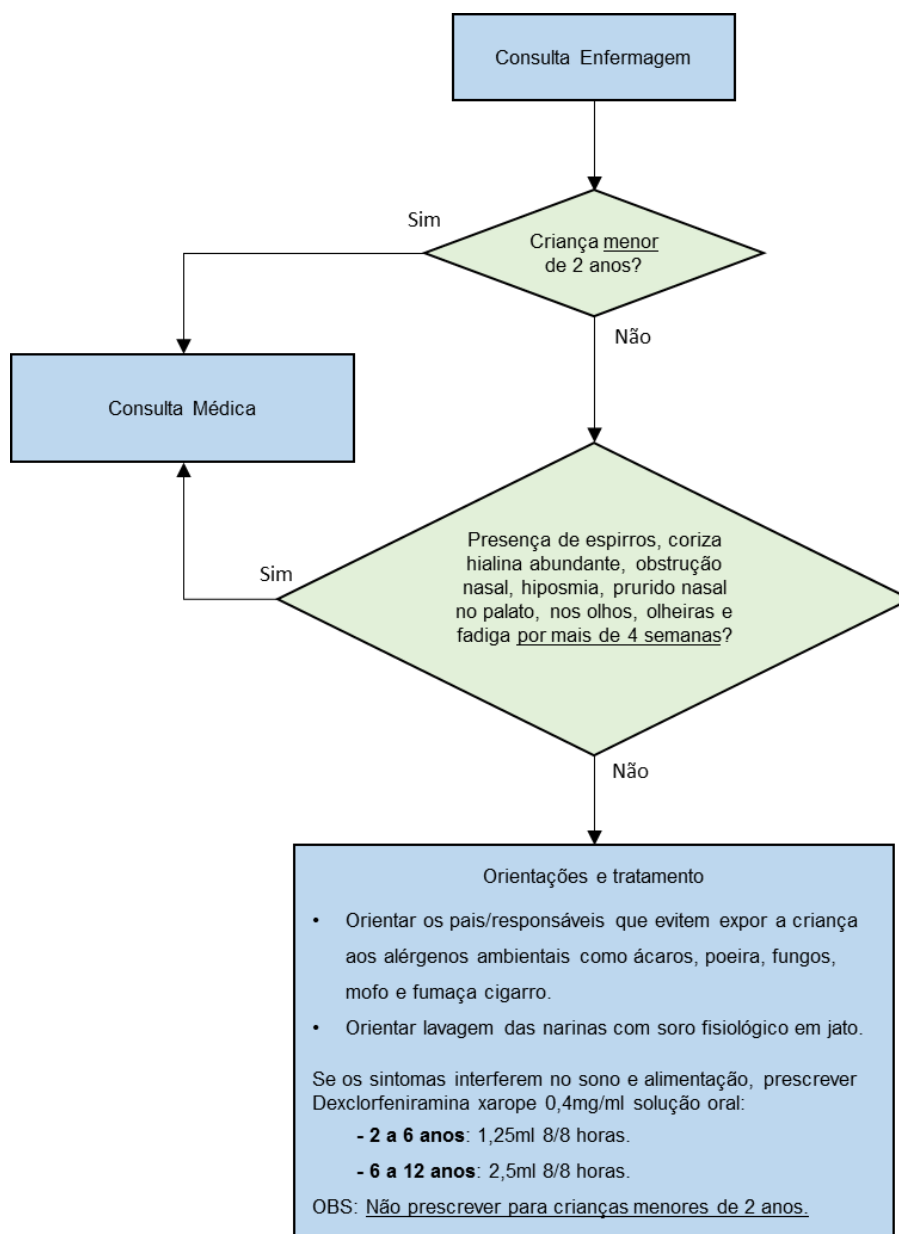 Consulta Enfermagem
Sim
Criança menor
de 2 anos?
Não
Consulta Médica
Presença de espirros, coriza
hialina abundante, obstrução
nasal, hiposmia, prurido nasal
no palato, nos olhos, olheiras e
fadiga por mais de 4 semanas?
Sim
Não
Orientações e tratamento
• Orientar os pais/responsáveis que evitem expor a criança
aos alérgenos ambientais como ácaros, poeira, fungos,
mofo e fumaça cigarro.
• Orientar lavagem das narinas com soro fisiológico em jato.
Se os sintomas interferem no sono e alimentação, prescrever
Dexclorfeniramina xarope 0,4mg/ml solução oral:
- 2 a 6 anos: 1,25ml 8/8 horas.
- 6 a 12 anos: 2,5ml 8/8 horas.
OBS: Não prescrever para crianças menores de 2 anos.